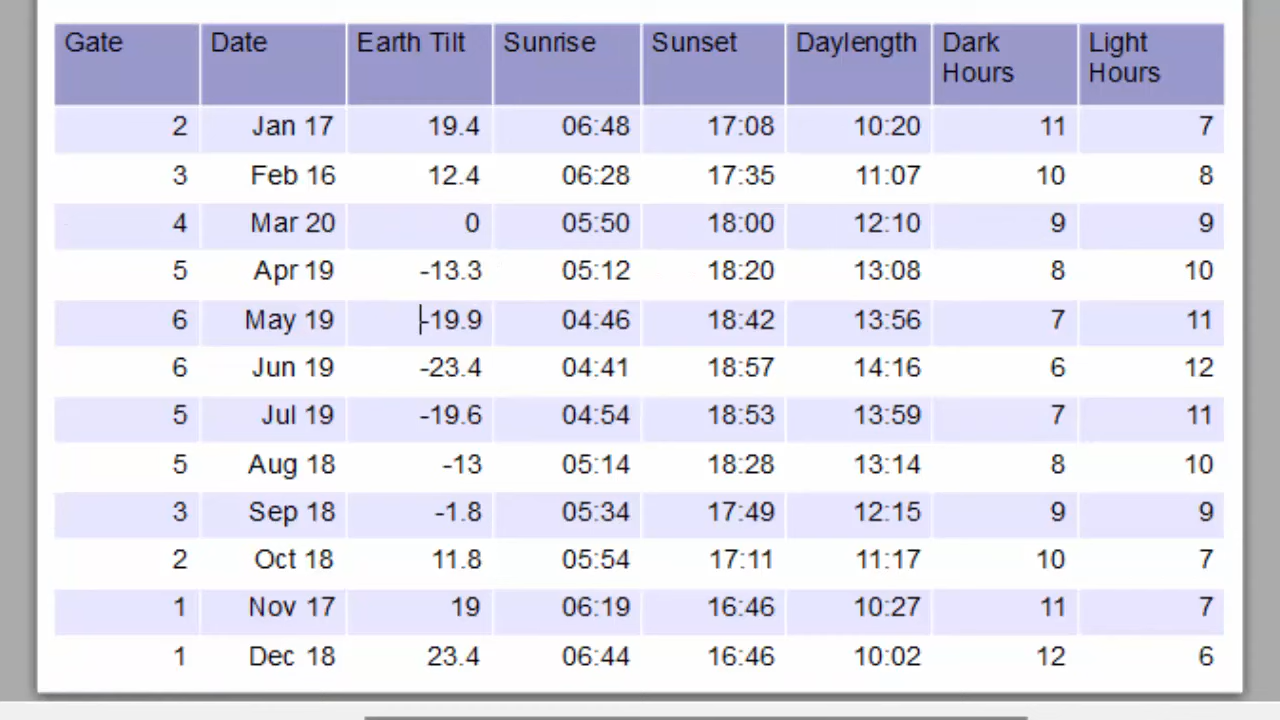 Gate Date Earth Tilt Sunrise Sunset Daylength Dark Hours Light Hours
2 Jan 17 19.4 06:48 17:08 10:20 11 7
3 Feb 16 12.4 06:28 17:35 11:07 10 8
4 Mar 20 0 05:50 18:00 12:10 9 9
5 Apr 19 -13.3 05:12 18:20 13:08 8 10
6 May 19 -19.9 04:46 18:42 13:56 7 11
6 Jun 19 -23.4 04:41 18:57 14:16 6 12
5 Jul 19 -19.6 04:54 18:53 13:59 7 11
5 Aug 18 -13 05:14 18:28 13:14 8 10
3 Sep 18 -1.8 05:34 17:49 12:15 9 9
2 Oct 18 11.8 05:54 17:11 11:17 10 7
1 Nov 17 19 06:19 16:46 10:27 11 7
1 Dec 18 23.4 06:44 16:46 10:02 12 6